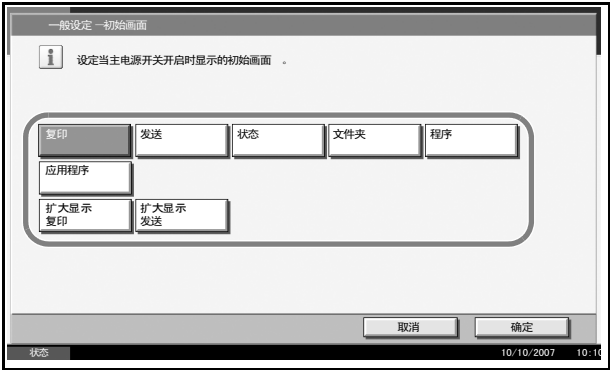 一般设定 一初始画面
i 设定当主电源开关开启时显示的初始画面 。
复印 发送 状态 文件夹 程序
应用程序
扩大显示 扩大显示
复印 发送
取消 确定
状态 10/10/2007 10:10